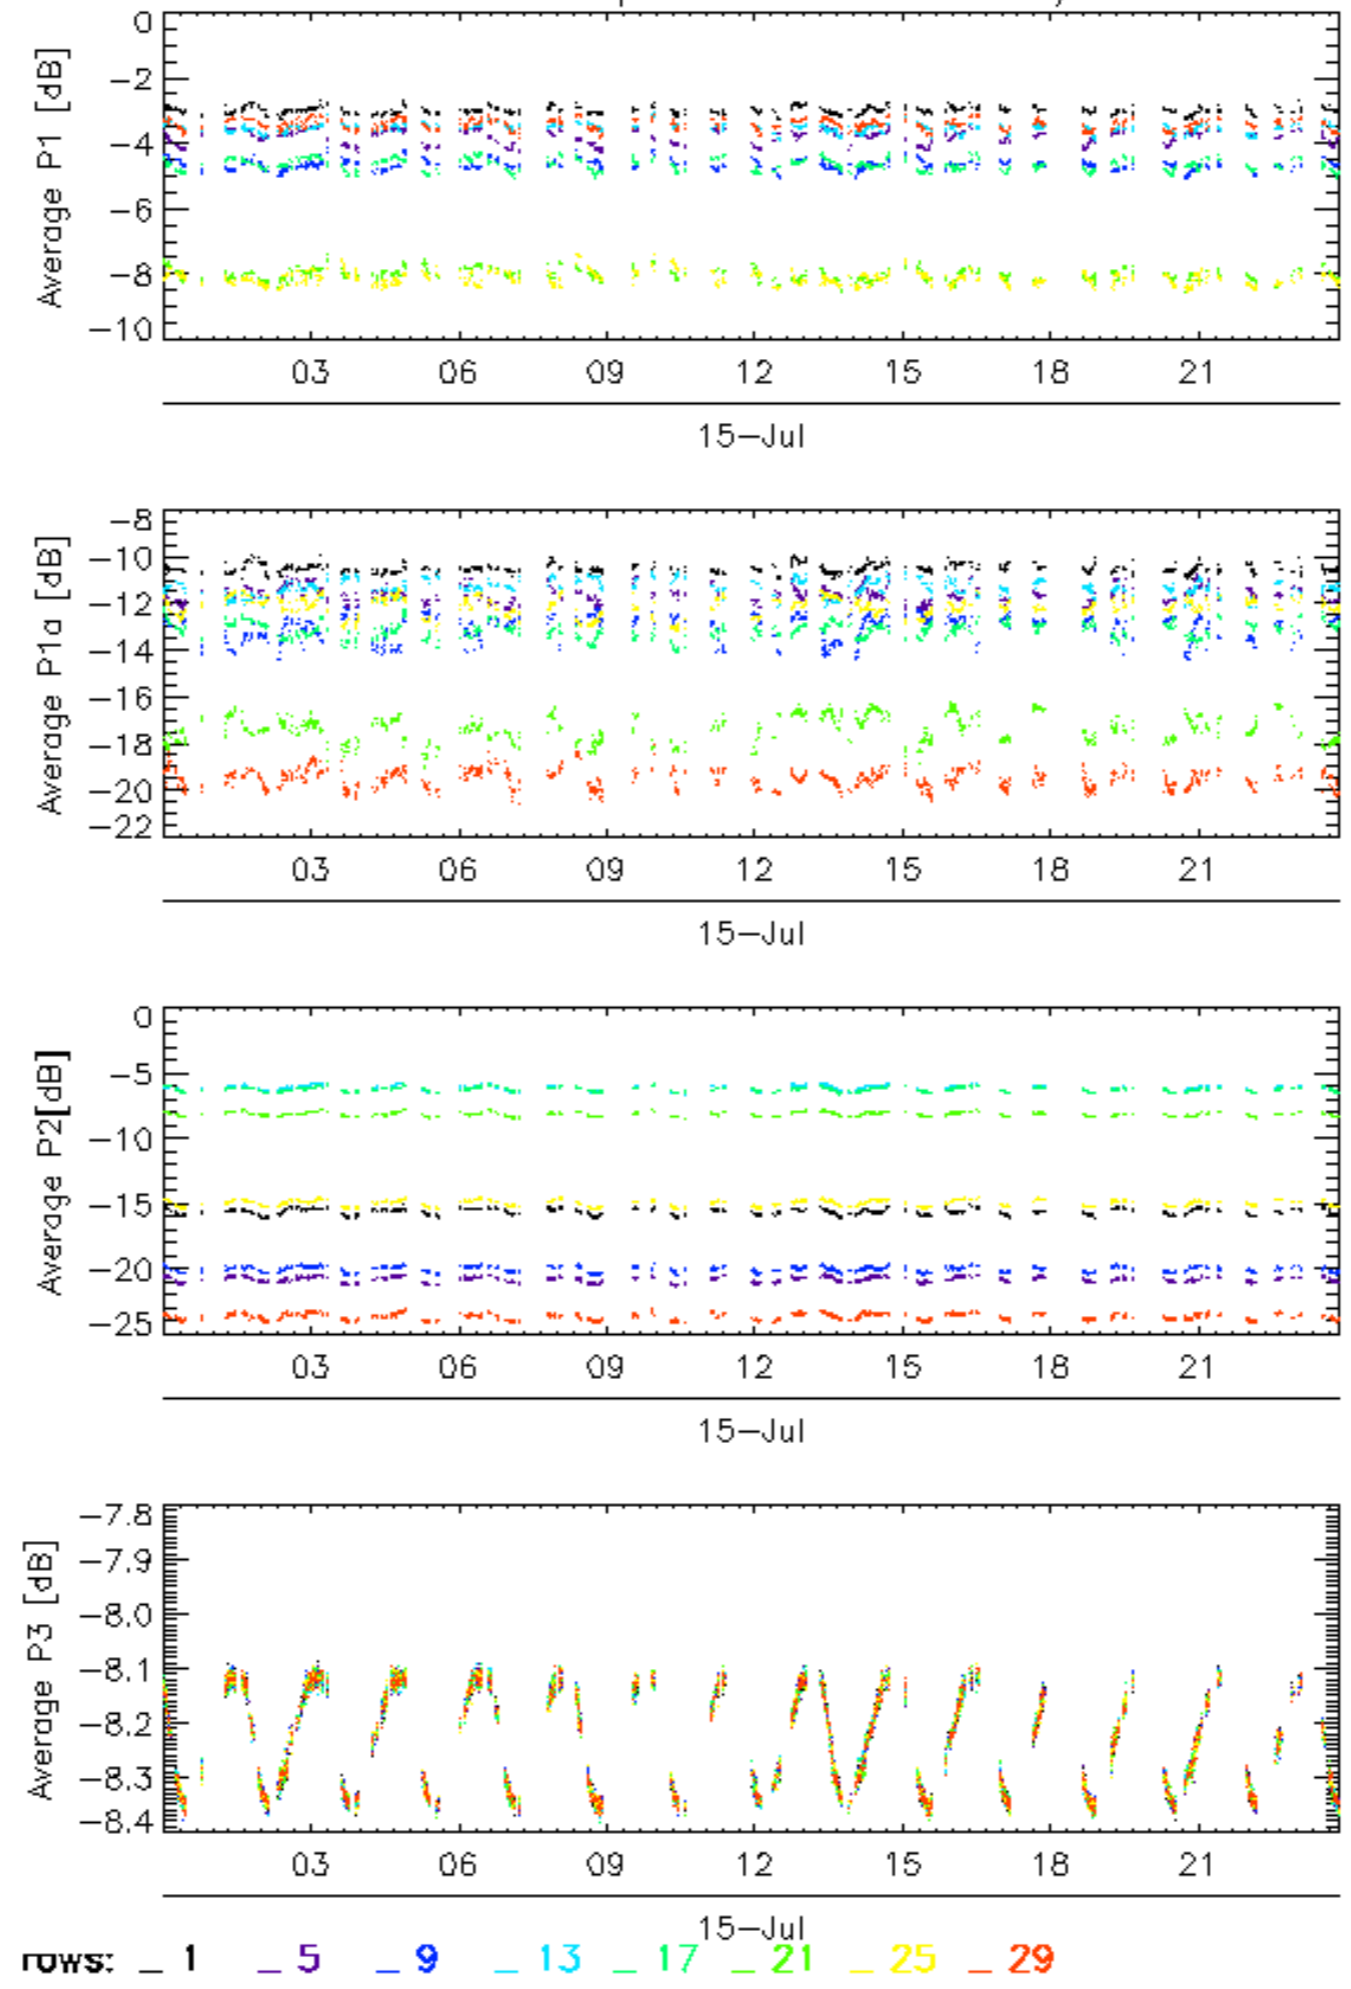 0
−2
−4
−6
−8
−10
Average P1 [dB]
03 06 09 12 15 18 21
15−Jul
−8
−10
−12
−14
−16
−18
−20
−22
Average P1a [dB]
03 06 09 12 15 18 21
15−Jul
0
−5
−10
−15
−20
−25
Average P2[dB]
03 06 09 12 15 18 21
15−Jul
−7.8
−7.9
−8.0
−8.1
−8.2
−8.3
−8.4
Average P3 [dB]
03 06 09 12 15 18 21
15−Jul
rows: _ 1 _ 5 _ 9 _ 13 _ 17 _ 21 _ 25 _ 29